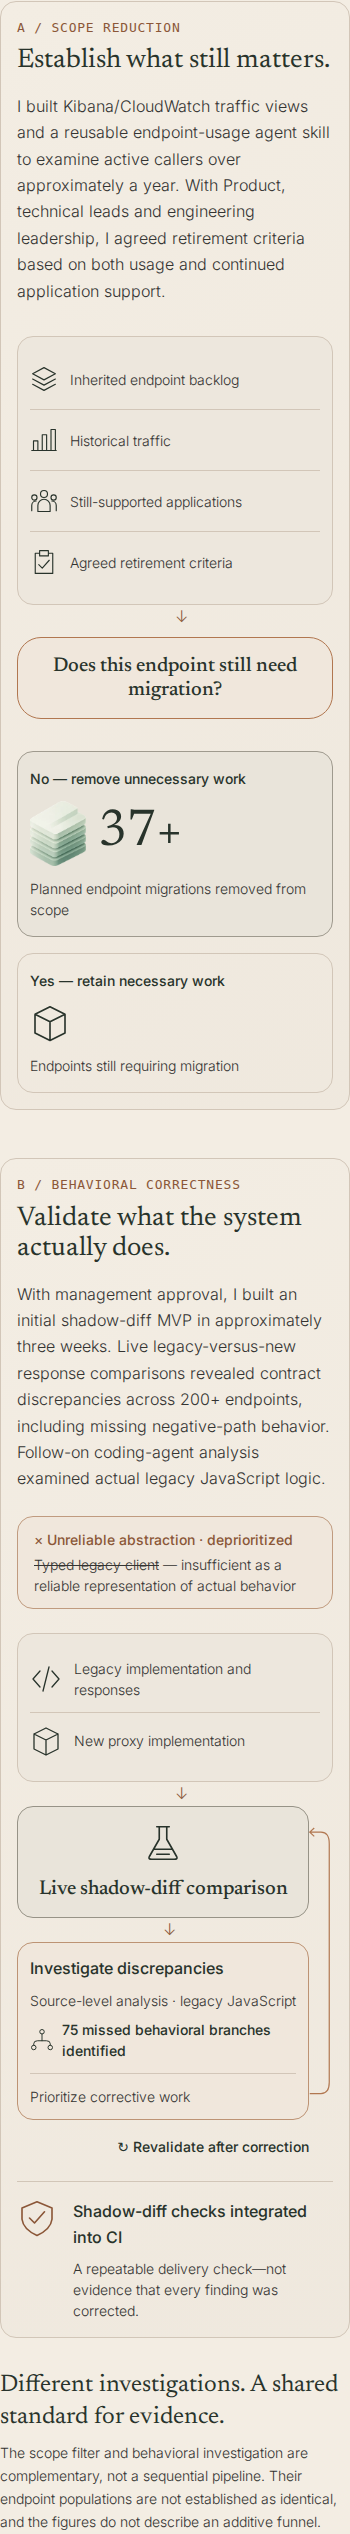 A / SCOPE REDUCTION
Establish what still matters.
I built Kibana/CloudWatch traffic views
and a reusable endpoint-usage agent skill
to examine active callers over
approximately a year. With Product,
technical leads and engineering
leadership, I agreed retirement criteria
based on both usage and continued
application support.
Inherited endpoint backlog
Historical traffic
Still-supported applications
Agreed retirement criteria
↓
Does this endpoint still need
migration?
No — remove unnecessary work
37+
Planned endpoint migrations removed from
scope
Yes — retain necessary work
Endpoints still requiring migration
B / BEHAVIORAL CORRECTNESS
Validate what the system
actually does.
With management approval, I built an
initial shadow-diff MVP in approximately
three weeks. Live legacy-versus-new
response comparisons revealed contract
discrepancies across 200+ endpoints,
including missing negative-path behavior.
Follow-on coding-agent analysis
examined actual legacy JavaScript logic.
× Unreliable abstraction · deprioritized
Typed legacy client — insufficient as a
reliable representation of actual behavior
Legacy implementation and
responses
New proxy implementation
↓
Live shadow-diff comparison
↓
Investigate discrepancies
Source-level analysis · legacy JavaScript
75 missed behavioral branches
identified
Prioritize corrective work
↻ Revalidate after correction
Shadow-diff checks integrated
into CI
A repeatable delivery check—not
evidence that every finding was
corrected.
Different investigations. A shared
standard for evidence.
The scope filter and behavioral investigation are
complementary, not a sequential pipeline. Their
endpoint populations are not established as identical,
and the figures do not describe an additive funnel.